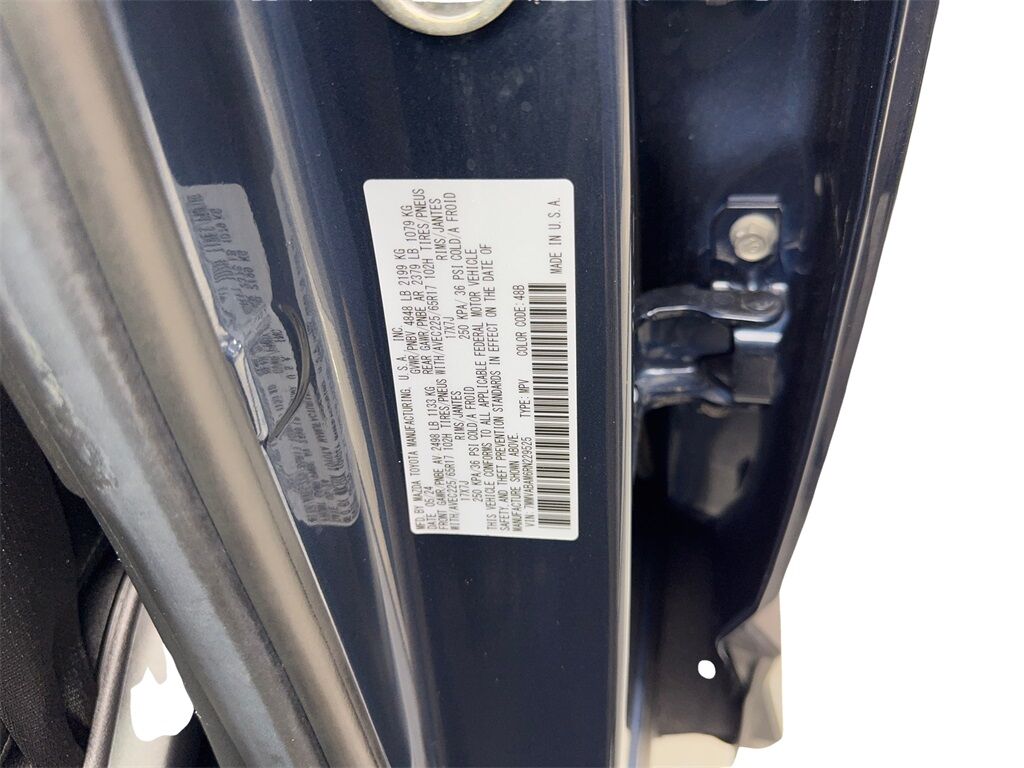 MFD. BY MAZDA TOYOTA MANUFACTURING, U.S.A., INC.
DATE: 05/24 GVWR/PNBV 4848 LB 2199 KG
FRONT GAWR/PNBE AV 2498 LB 1133 KG REAR GAWR/PNBE AR 2379 LB 1079 KG
WITH/AVEC225/65R17 102H TIRES/PNEUS WITH/AVEC225/65R17 102H TIRES/PNEUS
17X7J RIMS/JANTES 17X7J RIMS/JANTES
250 KPA/36 PSI COLD/A FROID 250 KPA/ 36 PSI COLD/A FROID
THIS VEHICLE CONFORMS TO ALL APPLICABLE FEDERAL MOTOR VEHICLE
SAFETY AND THEFT PREVENTION STANDARDS IN EFFECT ON THE DATE OF
MANUFACTURE SHOWN ABOVE.
VIN: 7MMVABAM6RN229525 TYPE: MPV COLOR CODE: 48B
MADE IN U.S.A.